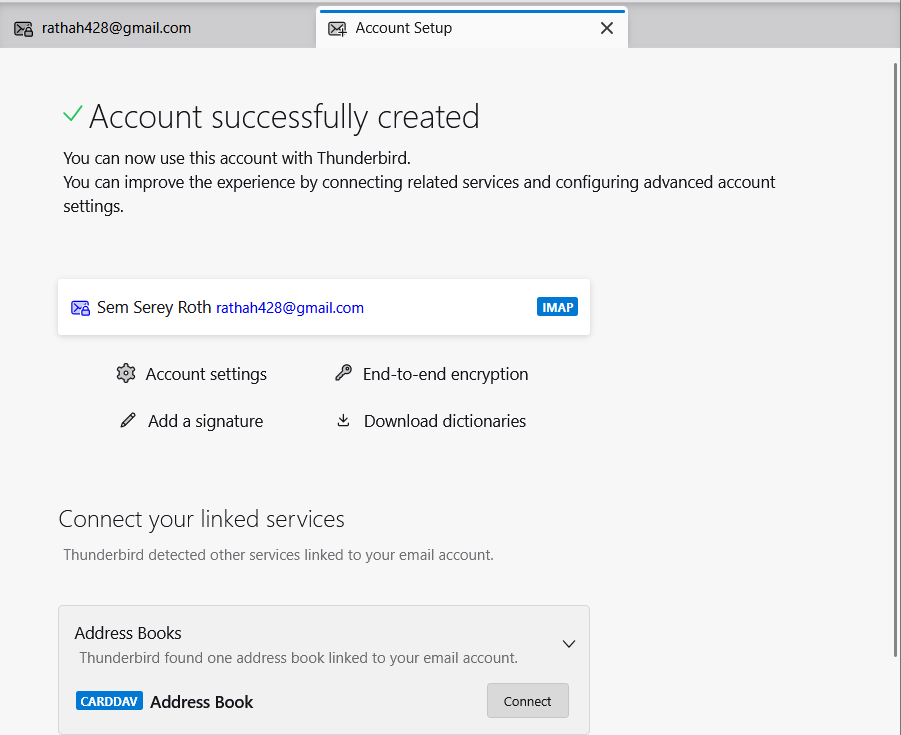 rathah428@gmail.com
Account Setup
Account successfully created
You can now use this account with Thunderbird.
You can improve the experience by connecting related services and configuring advanced account
settings.
Sem Serey Roth rathah428@gmail.com IMAP
Account settings
End-to-end encryption
Add a signature
Download dictionaries
Connect your linked services
Thunderbird detected other services linked to your email account.
Address Books
Thunderbird found one address book linked to your email account.
CARDDAV Address Book
Connect